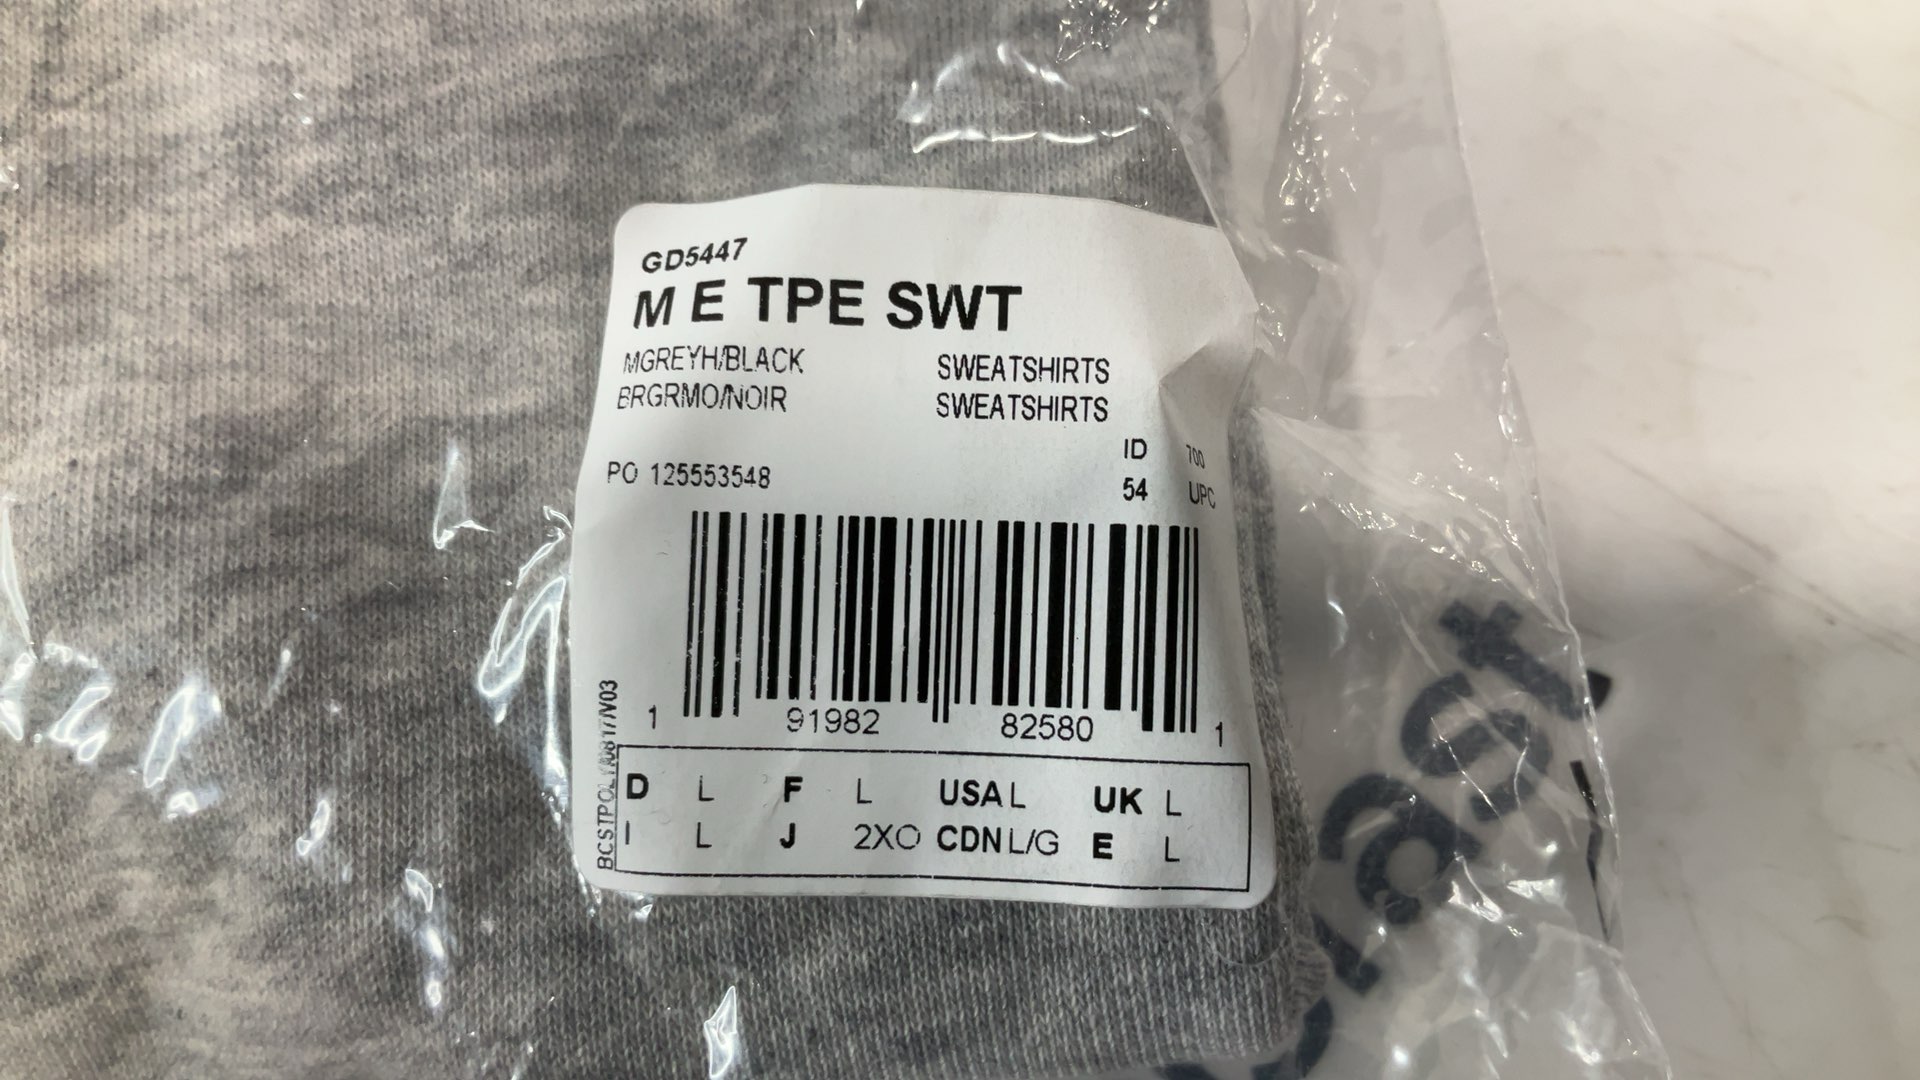 GD5447
M E TPE SWT
MGREYH/BLACK SWEATSHIRTS
BRGRMO/NOIR SWEATSHIRTS
ID 700
PO 125553548 54 UPC
1 91982 82580 1
D L F L USA L UK L
I L J 2XO CDN L/G E L